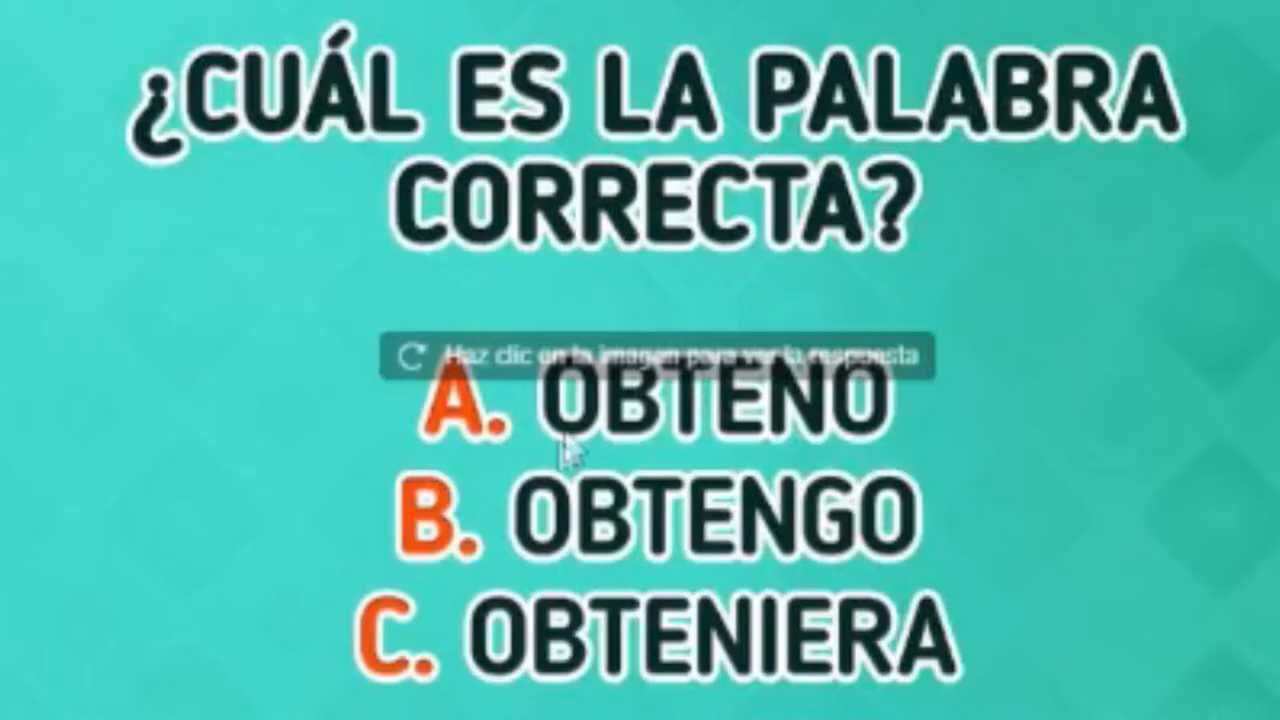 ¿CUÁL ES LA PALABRA
CORRECTA?
Haz clic en la imagen para ver la respuesta
A. OBTENO
B. OBTENGO
C. OBTENIERA